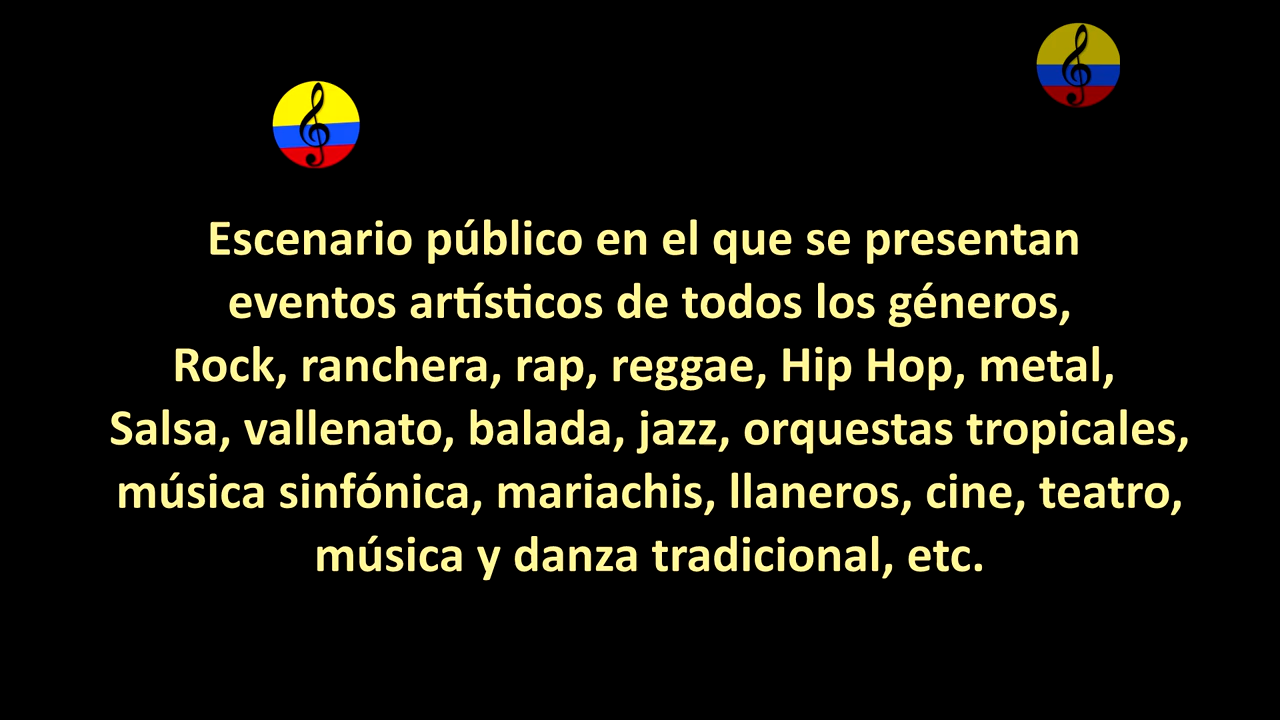 Escenario público en el que se presentan
eventos artísticos de todos los géneros,
Rock, ranchera, rap, reggae, Hip Hop, metal,
Salsa, vallenato, balada, jazz, orquestas tropicales,
música sinfónica, mariachis, llaneros, cine, teatro,
música y danza tradicional, etc.